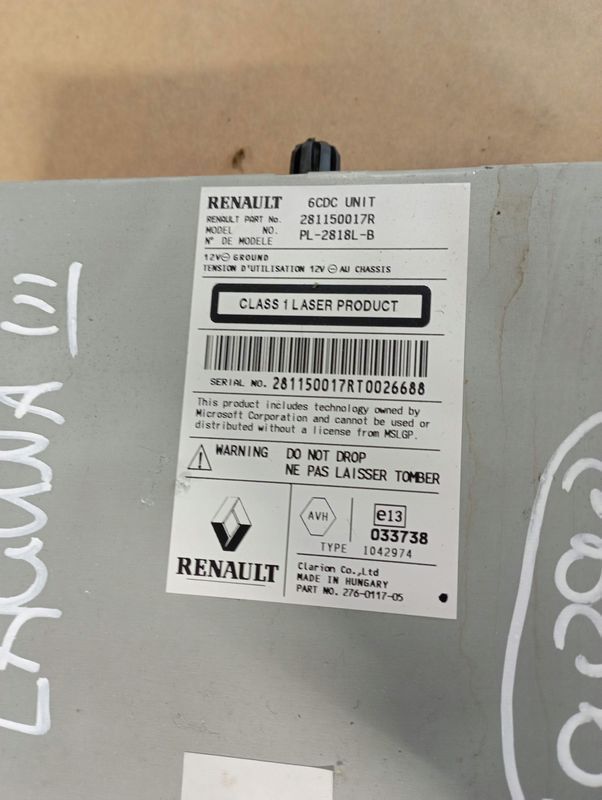 RENAULT 6CDC UNIT
RENAULT PART No. 281150017R
MODEL NO. PL-2818L-B
N° DE MODELE
12V⊖ GROUND
TENSION D'UTILISATION 12V ⊖ AU CHASSIS
CLASS 1 LASER PRODUCT
SERIAL NO. 281150017RT0026688
This product includes technology owned by
Microsoft Corporation and cannot be used or
distributed without a license from MSLGP.
WARNING DO NOT DROP
NE PAS LAISSER TOMBER
AVH e13
033738
TYPE 1042974
RENAULT
Clarion Co.,Ltd
MADE IN HUNGARY
PART NO. 276-0117-05
LAGUNA III